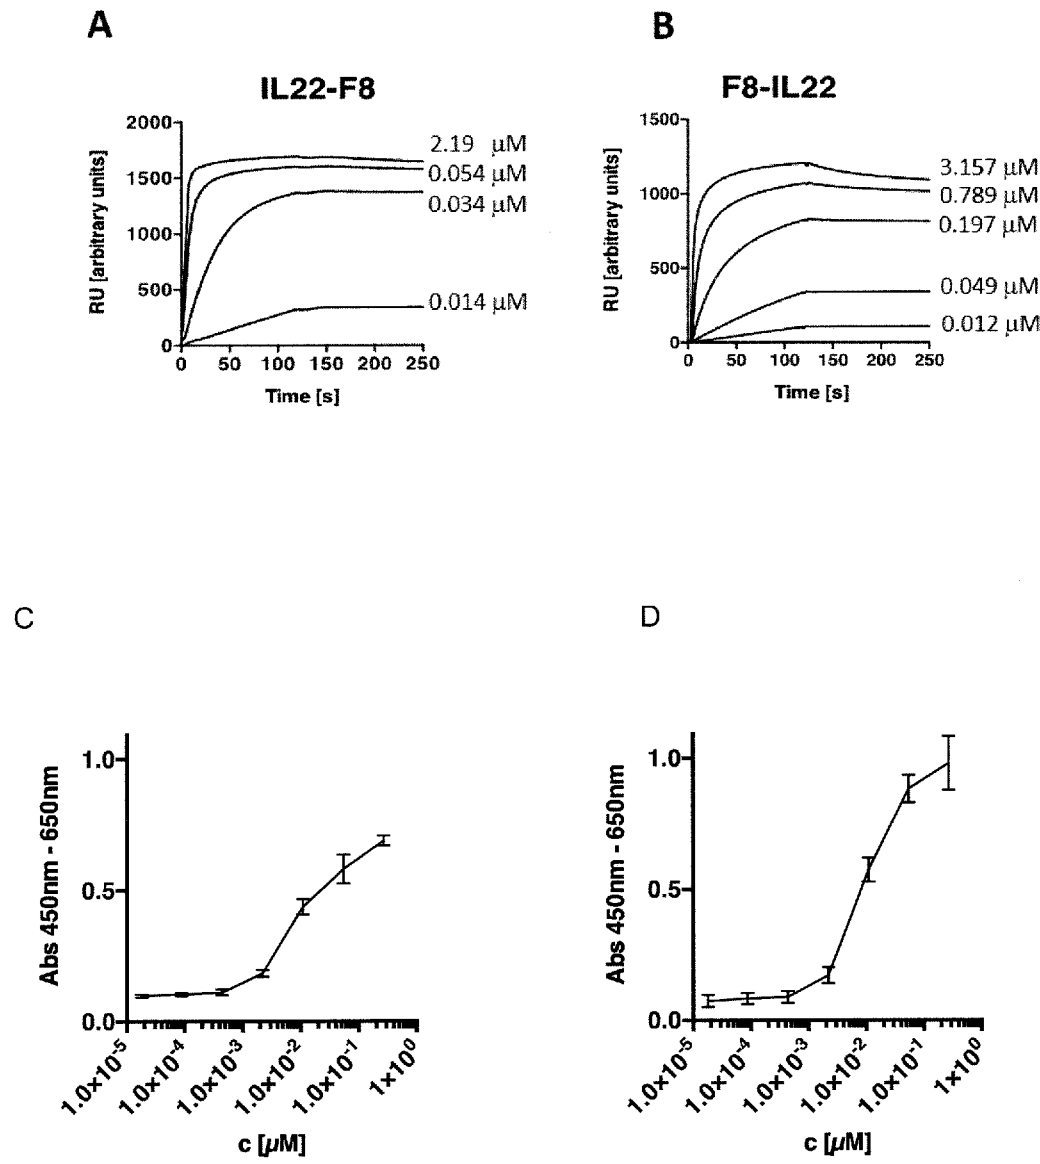 A
IL22-F8
RU [arbitrary units]
2000
1500
1000
500
0
2.19 μM
0.054 μM
0.034 μM
0.014 μM
0 50 100 150 200 250
Time [s]
B
F8-IL22
RU [arbitrary units]
1500
1000
500
0
3.157 μM
0.789 μM
0.197 μM
0.049 μM
0.012 μM
0 50 100 150 200 250
Time [s]
C
Abs 450nm - 650nm
1.0
0.5
0.0
1.0×10⁻⁵ 1.0×10⁻⁴ 1.0×10⁻³ 1.0×10⁻² 1.0×10⁻¹ 1×10⁰
c [μM]
D
Abs 450nm - 650nm
1.0
0.5
0.0
1.0×10⁻⁵ 1.0×10⁻⁴ 1.0×10⁻³ 1.0×10⁻² 1.0×10⁻¹ 1×10⁰
c [μM]